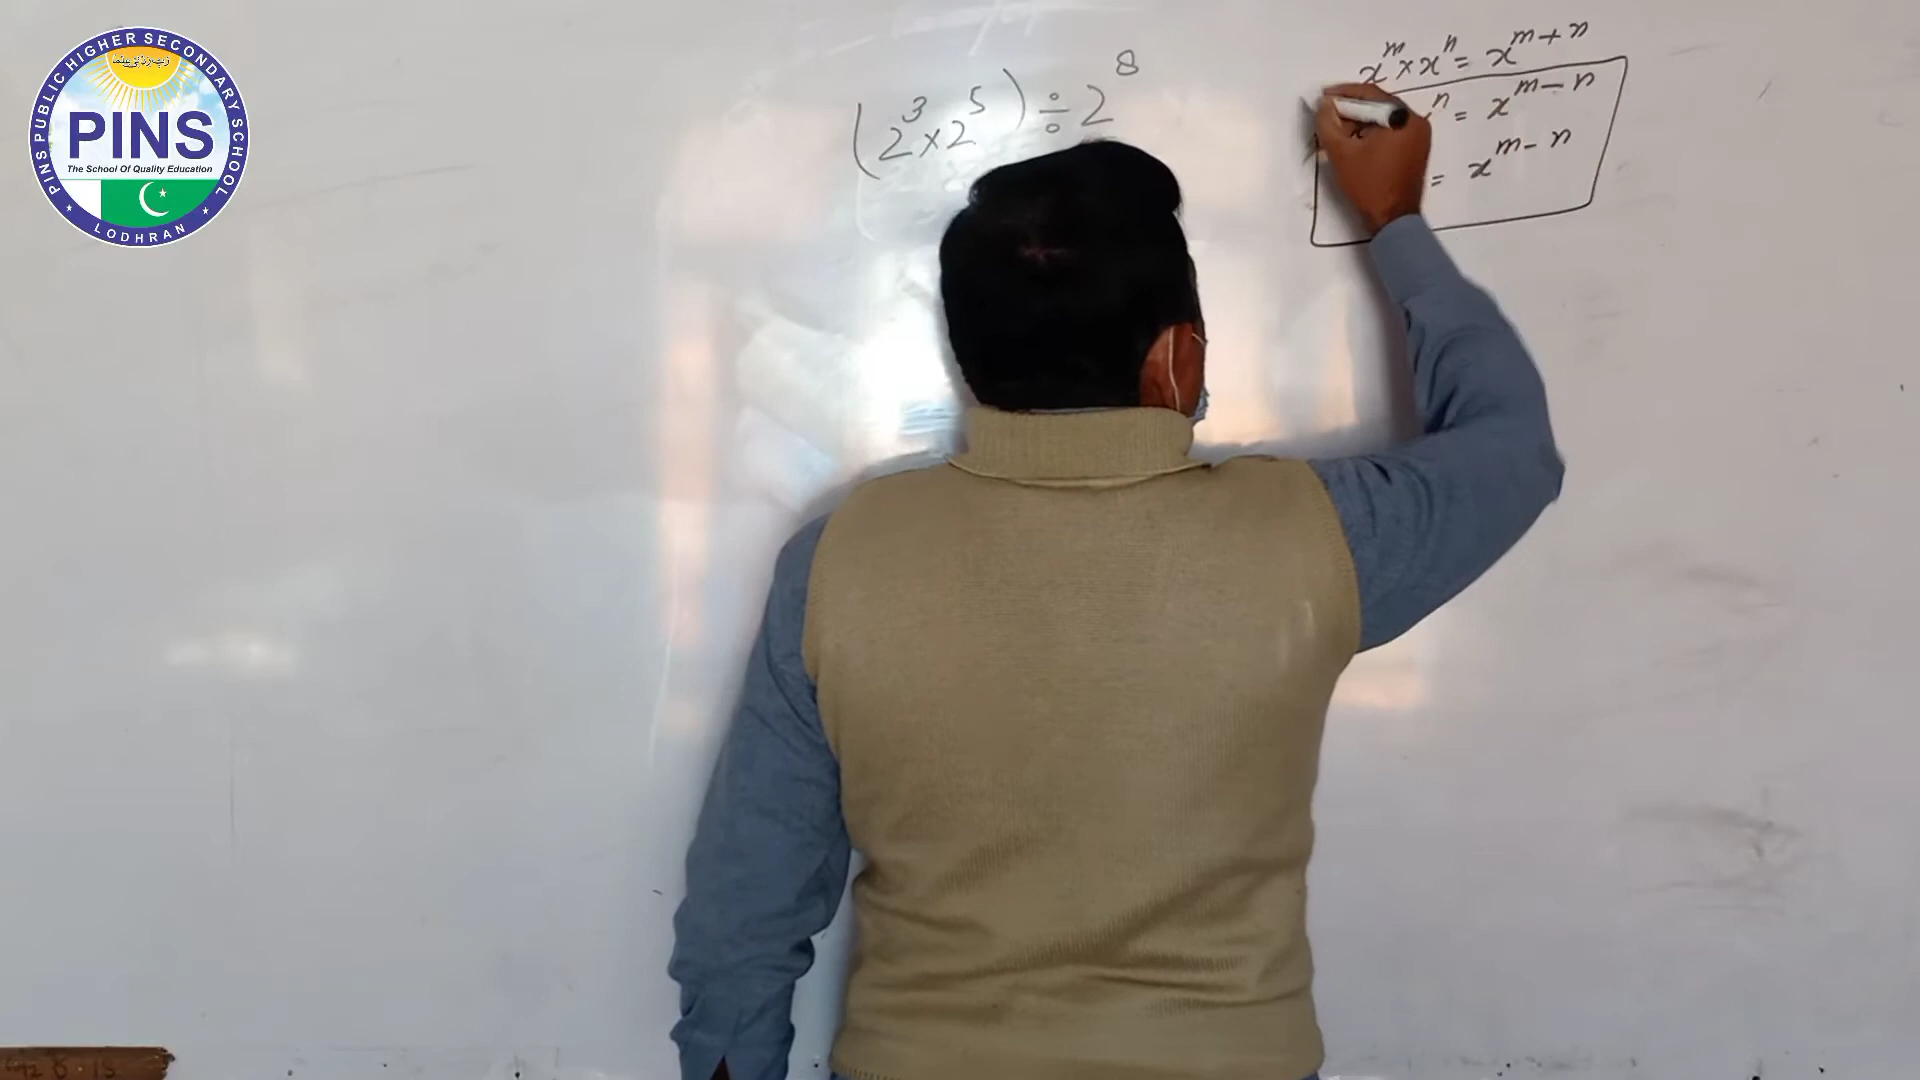 PINS PUBLIC HIGHER SECONDARY SCHOOL
PINS
The School Of Quality Education
LODHRAN
(2³×2⁵)÷2⁸
xᵐ×xⁿ=xᵐ⁺ⁿ
ⁿ=xᵐ⁻ⁿ
=xᵐ⁻ⁿ